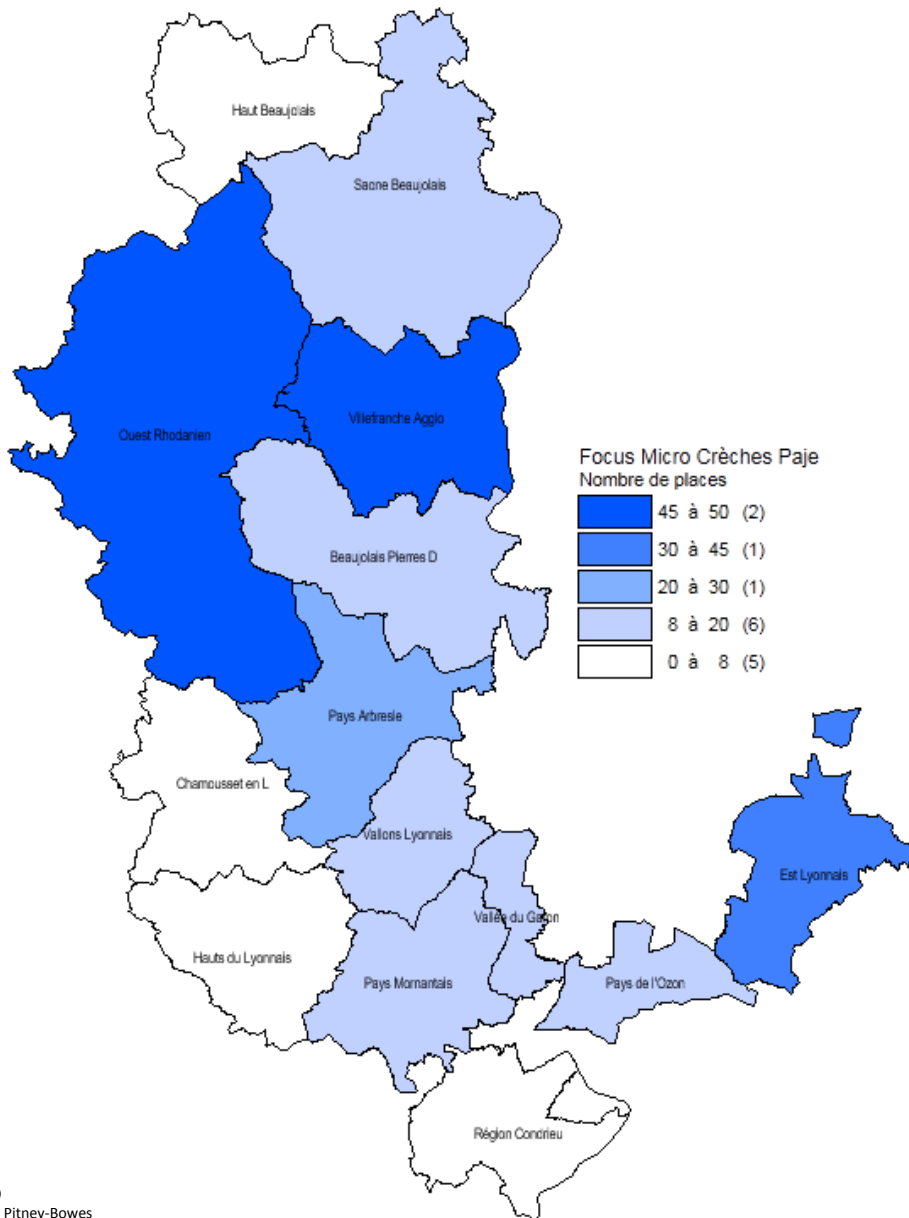 Haut Beaujolais
Saone Beaujolais
Ouest Rhodanien
Villefranche Agglo
Focus Micro Crèches Paje
Nombre de places
45 à 50 (2)
30 à 45 (1)
20 à 30 (1)
8 à 20 (6)
0 à 8 (5)
Beaujolais Pierres D
Pays Arbresle
Chamousset en L
Vallons Lyonnais
Est Lyonnais
Vallée du Garon
Hauts du Lyonnais
Pays Mornantais
Pays de l'Ozon
Région Condrieu
)
Pitney-Bowes